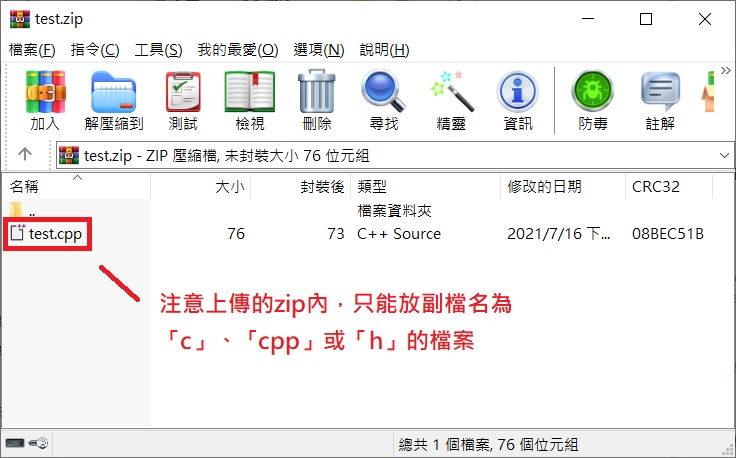 test.zip
檔案(F) 指令(C) 工具(S) 我的最愛(O) 選項(N) 說明(H)
加入 解壓縮到 測試 檢視 刪除 尋找 精靈 資訊 防毒 註解
test.zip - ZIP 壓縮檔, 未封裝大小 76 位元組
名稱 大小 封裝後 類型 修改的日期 CRC32
.. 檔案資料夾
test.cpp 76 73 C++ Source 2021/7/16 下... 08BEC51B
注意上傳的zip內，只能放副檔名為
「c」、「cpp」或「h」的檔案
總共 1 個檔案, 76 個位元組